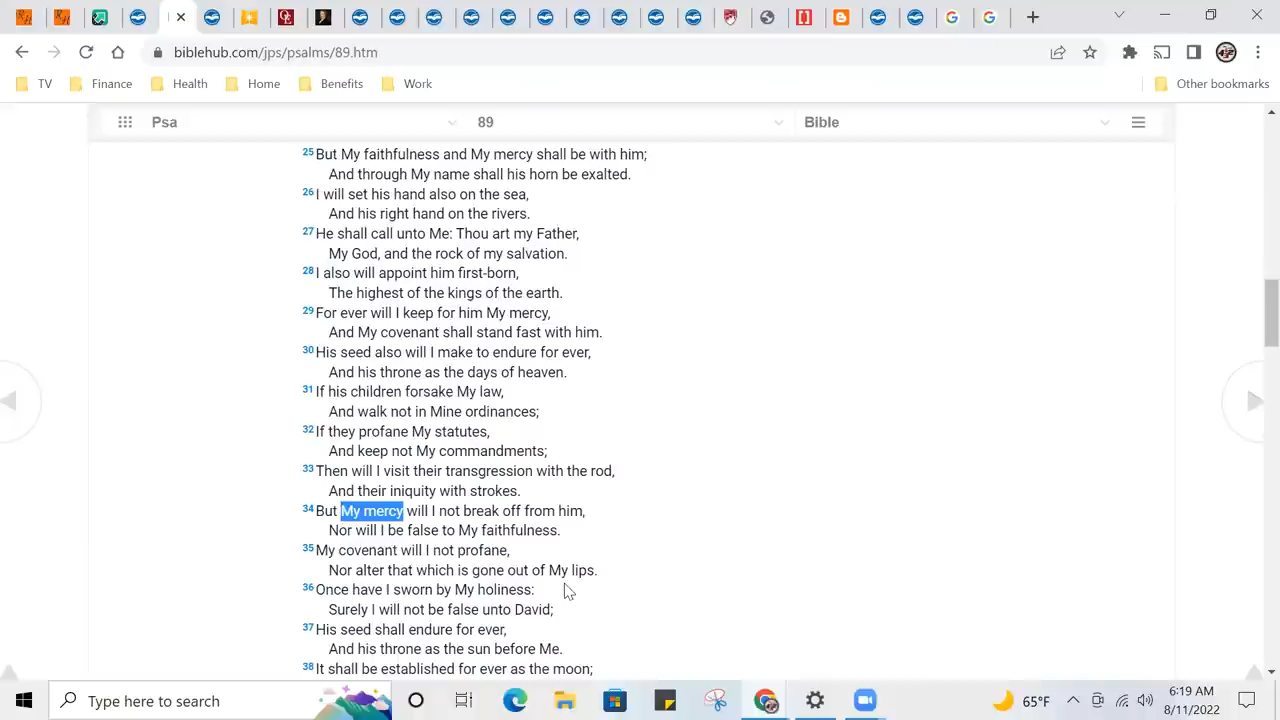 biblehub.com/jps/psalms/89.htm
TV Finance Health Home Benefits Work Other bookmarks
Psa 89 Bible
25 But My faithfulness and My mercy shall be with him;
And through My name shall his horn be exalted.
26 I will set his hand also on the sea,
And his right hand on the rivers.
27 He shall call unto Me: Thou art my Father,
My God, and the rock of my salvation.
28 I also will appoint him first-born,
The highest of the kings of the earth.
29 For ever will I keep for him My mercy,
And My covenant shall stand fast with him.
30 His seed also will I make to endure for ever,
And his throne as the days of heaven.
31 If his children forsake My law,
And walk not in Mine ordinances;
32 If they profane My statutes,
And keep not My commandments;
33 Then will I visit their transgression with the rod,
And their iniquity with strokes.
34 But My mercy will I not break off from him,
Nor will I be false to My faithfulness.
35 My covenant will I not profane,
Nor alter that which is gone out of My lips.
36 Once have I sworn by My holiness:
Surely I will not be false unto David;
37 His seed shall endure for ever,
And his throne as the sun before Me.
38 It shall be established for ever as the moon;
Type here to search
65°F
6:19 AM
8/11/2022